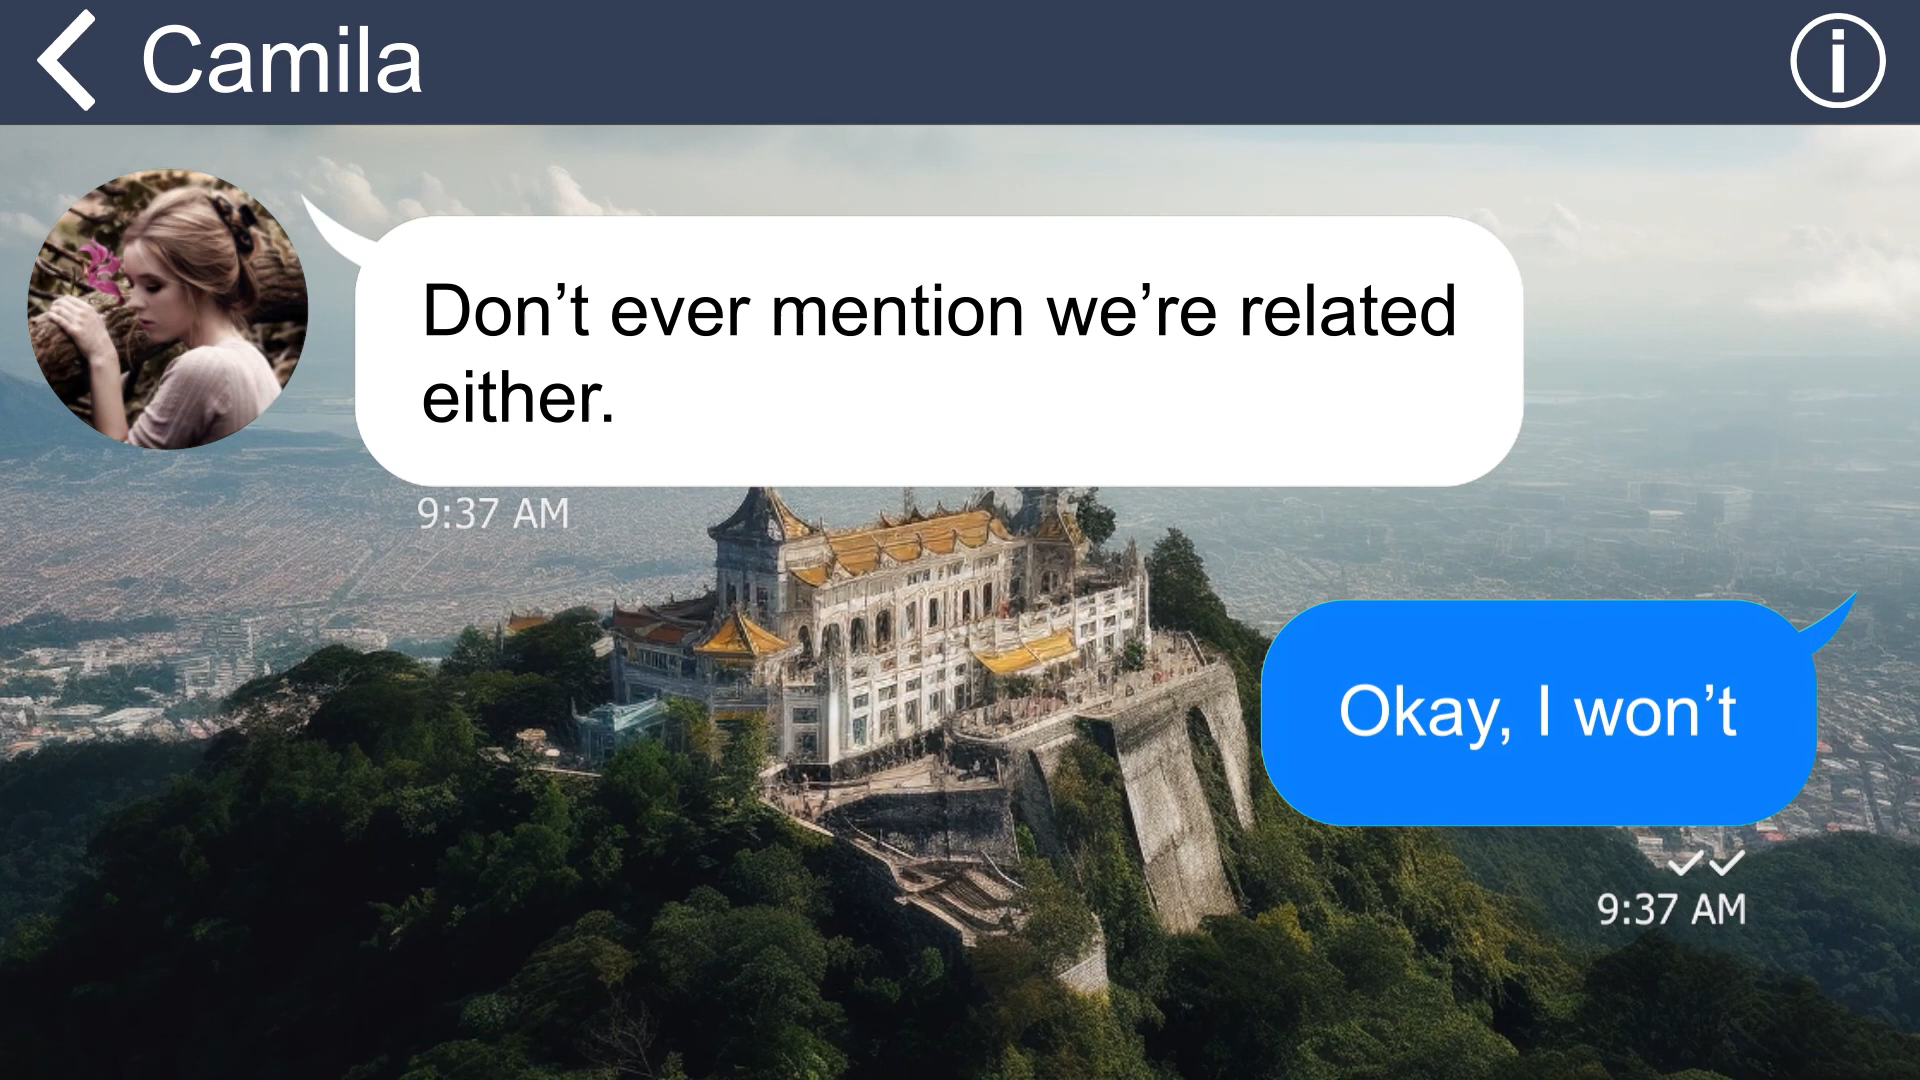 Camila
Don’t ever mention we’re related
either.
9:37 AM
Okay, I won’t
9:37 AM